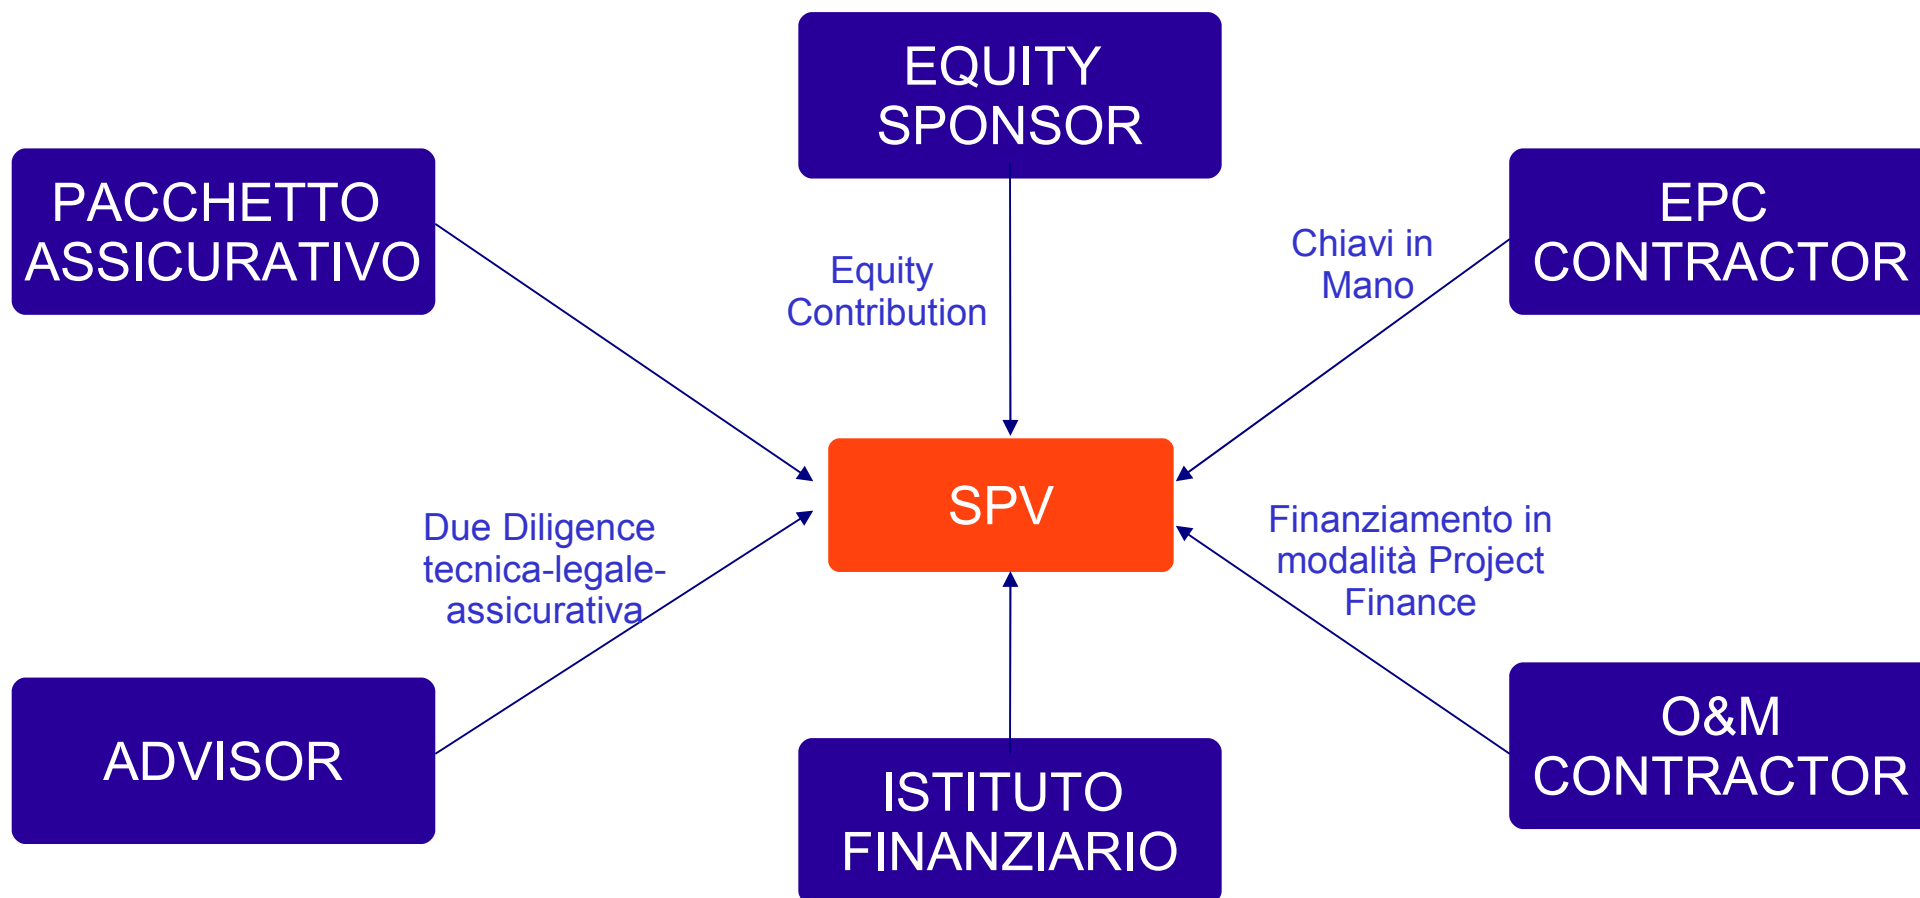 EQUITY
SPONSOR
PACCHETTO
ASSICURATIVO
EPC
CONTRACTOR
Equity
Contribution
Chiavi in
Mano
SPV
Due Diligence
tecnica-legale-
assicurativa
Finanziamento in
modalità Project
Finance
ADVISOR
ISTITUTO
FINANZIARIO
O&M
CONTRACTOR